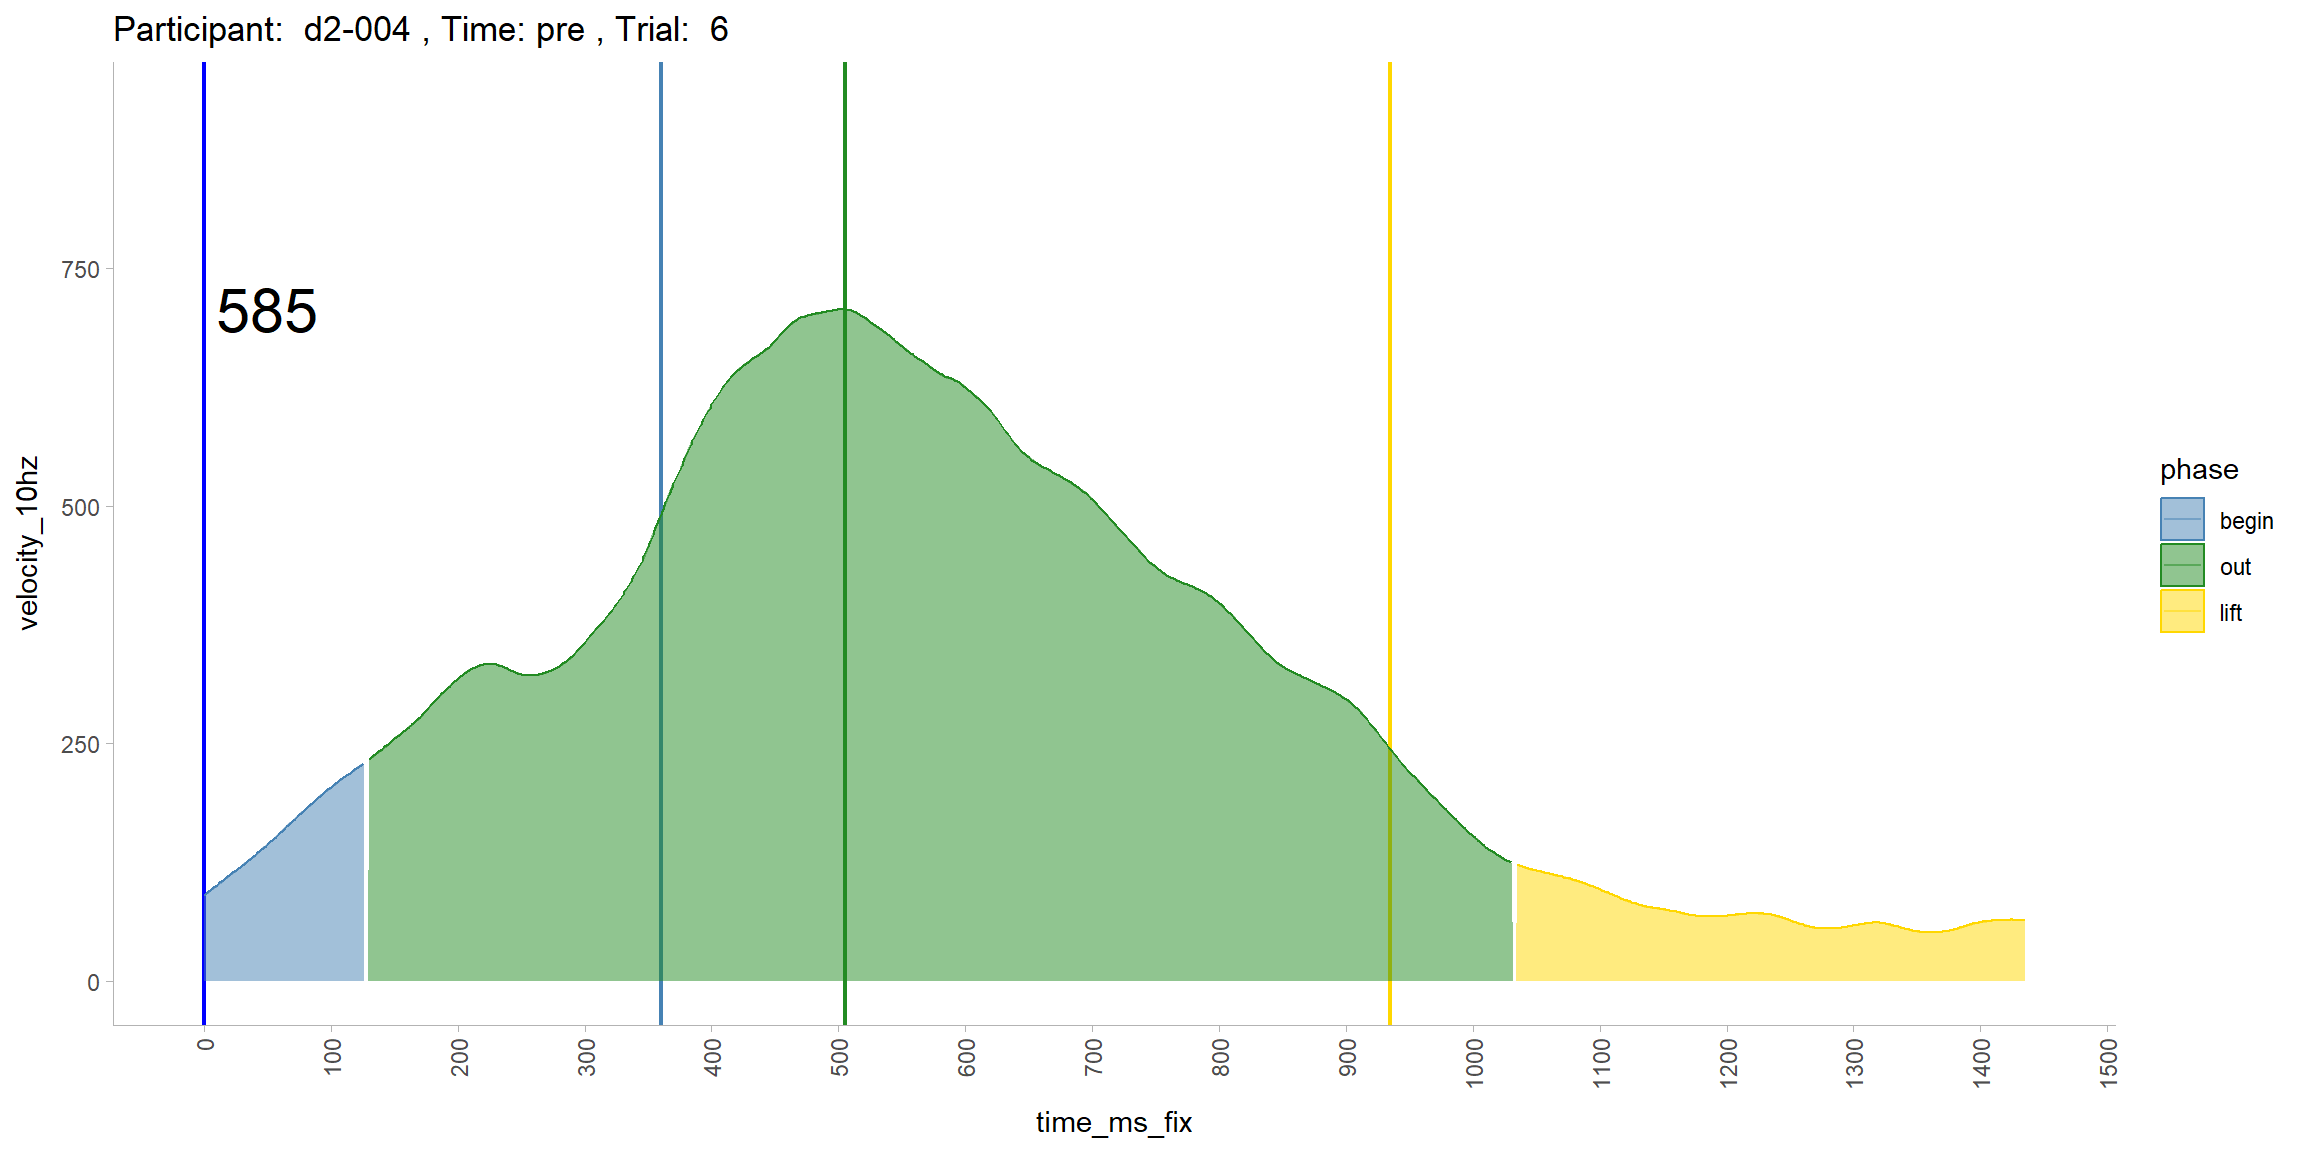 Participant:  d2-004 , Time: pre , Trial:  6
750
585
500
250
0
velocity_10hz
0 100 200 300 400 500 600 700 800 900 1000 1100 1200 1300 1400 1500
time_ms_fix
phase
begin
out
lift